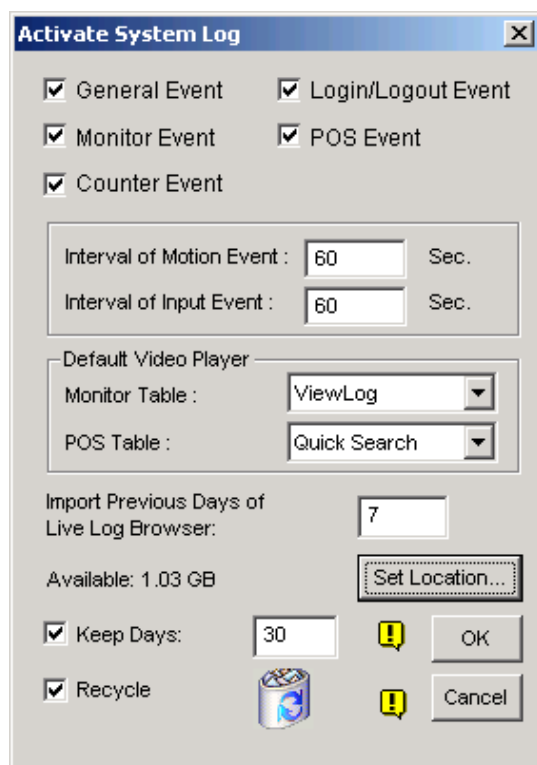 Activate System Log
General Event Login/Logout Event
Monitor Event POS Event
Counter Event
Interval of Motion Event : 60 Sec.
Interval of Input Event : 60 Sec.
Default Video Player
Monitor Table : ViewLog
POS Table : Quick Search
Import Previous Days of
Live Log Browser: 7
Available: 1.03 GB Set Location...
Keep Days: 30 OK
Recycle Cancel